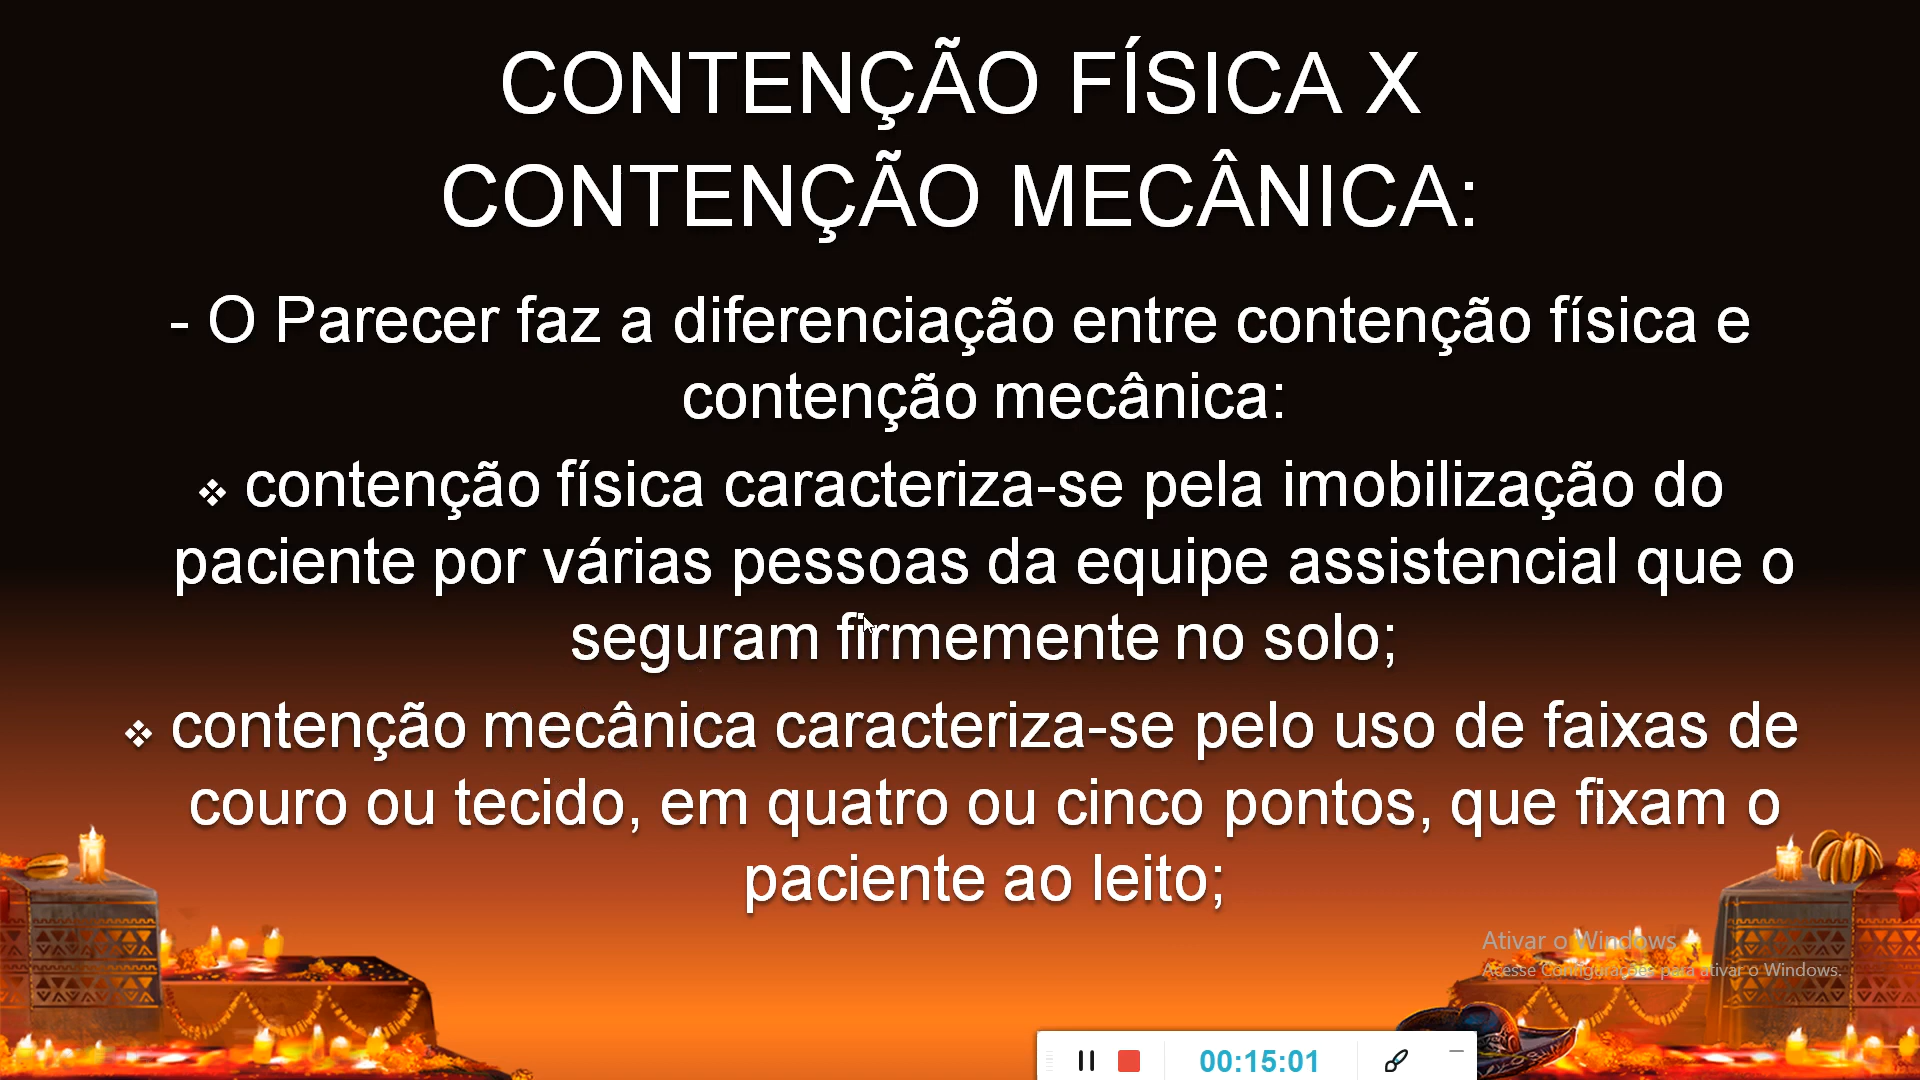 CONTENÇÃO FÍSICA X
CONTENÇÃO MECÂNICA:
- O Parecer faz a diferenciação entre contenção física e
contenção mecânica:
❖ contenção física caracteriza-se pela imobilização do
paciente por várias pessoas da equipe assistencial que o
seguram firmemente no solo;
❖ contenção mecânica caracteriza-se pelo uso de faixas de
couro ou tecido, em quatro ou cinco pontos, que fixam o
paciente ao leito;
Ativar o Windows
Acesse Configurações para ativar o Windows.
00:15:01